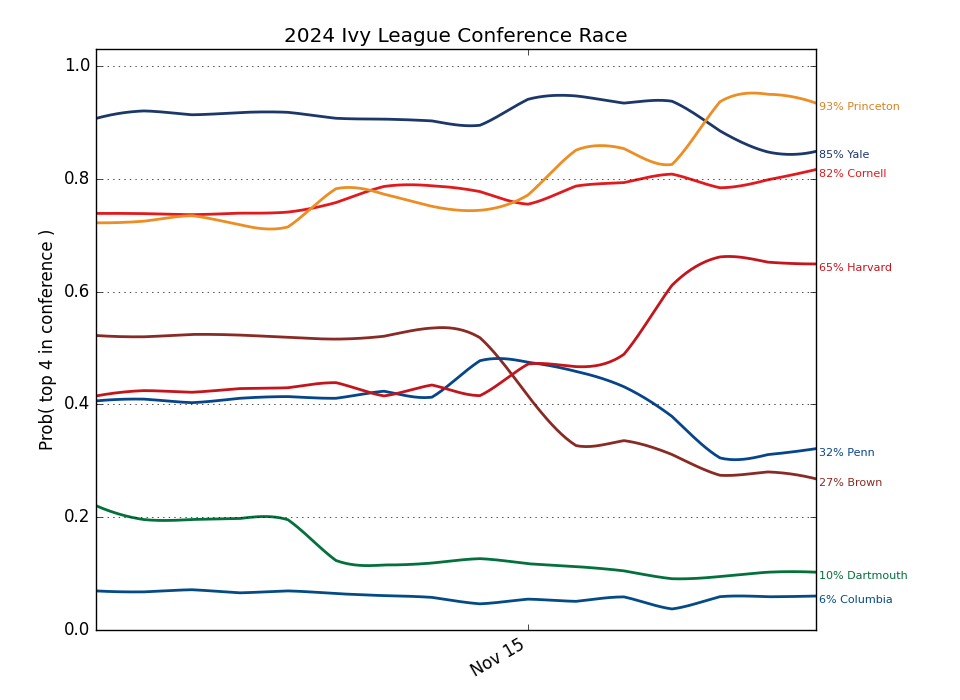 2024 Ivy League Conference Race
1.0
0.8
0.6
0.4
0.2
0.0
Prob( top 4 in conference )
Nov 15
93% Princeton
85% Yale
82% Cornell
65% Harvard
32% Penn
27% Brown
10% Dartmouth
6% Columbia